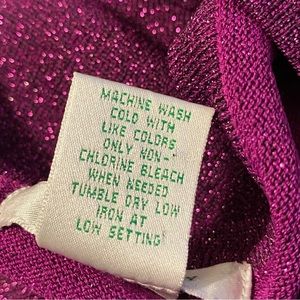 MACHINE WASH
COLD WITH
LIKE COLORS
ONLY NON-
CHLORINE BLEACH
WHEN NEEDED
TUMBLE DRY LOW
IRON AT
LOW SETTING